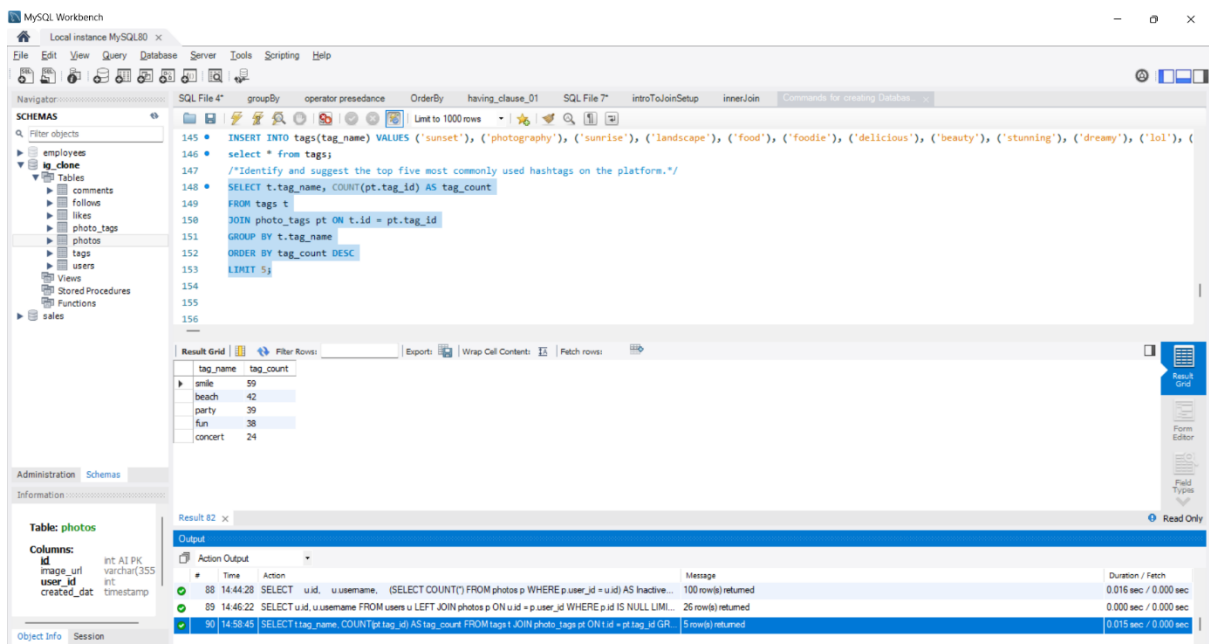 MySQL Workbench
Local instance MySQL80
File Edit View Query Database Server Tools Scripting Help
Navigator
SCHEMAS
Filter objects
employees
ig_clone
Tables
comments
follows
likes
photo_tags
photos
tags
users
Views
Stored Procedures
Functions
sales
Administration Schemas
Information
Table: photos
Columns:
id int AI PK
image_url varchar(355
user_id int
created_dat timestamp
Object Info Session
SQL File 4* groupBy operator presedance OrderBy having_clause_01 SQL File 7* introToJoinSetup innerJoin Commands for creating Databas...
Limit to 1000 rows
145 INSERT INTO tags(tag_name) VALUES ('sunset'), ('photography'), ('sunrise'), ('landscape'), ('food'), ('foodie'), ('delicious'), ('beauty'), ('stunning'), ('dreamy'), ('lol'), (
146 select * from tags;
147 /*Identify and suggest the top five most commonly used hashtags on the platform.*/
148 SELECT t.tag_name, COUNT(pt.tag_id) AS tag_count
149 FROM tags t
150 JOIN photo_tags pt ON t.id = pt.tag_id
151 GROUP BY t.tag_name
152 ORDER BY tag_count DESC
153 LIMIT 5;
154
155
156
Result Grid Filter Rows: Export: Wrap Cell Content: Fetch rows:
tag_name tag_count
smile 59
beach 42
party 39
fun 38
concert 24
Result Grid
Form Editor
Field Types
Result 82
Read Only
Output
Action Output
# Time Action Message Duration / Fetch
88 14:44:28 SELECT u.id, u.username, (SELECT COUNT(*) FROM photos p WHERE p.user_id = u.id) AS Inactive... 100 row(s) returned 0.016 sec / 0.000 sec
89 14:46:22 SELECT u.id, u.username FROM users u LEFT JOIN photos p ON u.id = p.user_id WHERE p.id IS NULL LIMI... 26 row(s) returned 0.000 sec / 0.000 sec
90 14:58:45 SELECT t.tag_name, COUNT(pt.tag_id) AS tag_count FROM tags t JOIN photo_tags pt ON t.id = pt.tag_id GR... 5 row(s) returned 0.015 sec / 0.000 sec